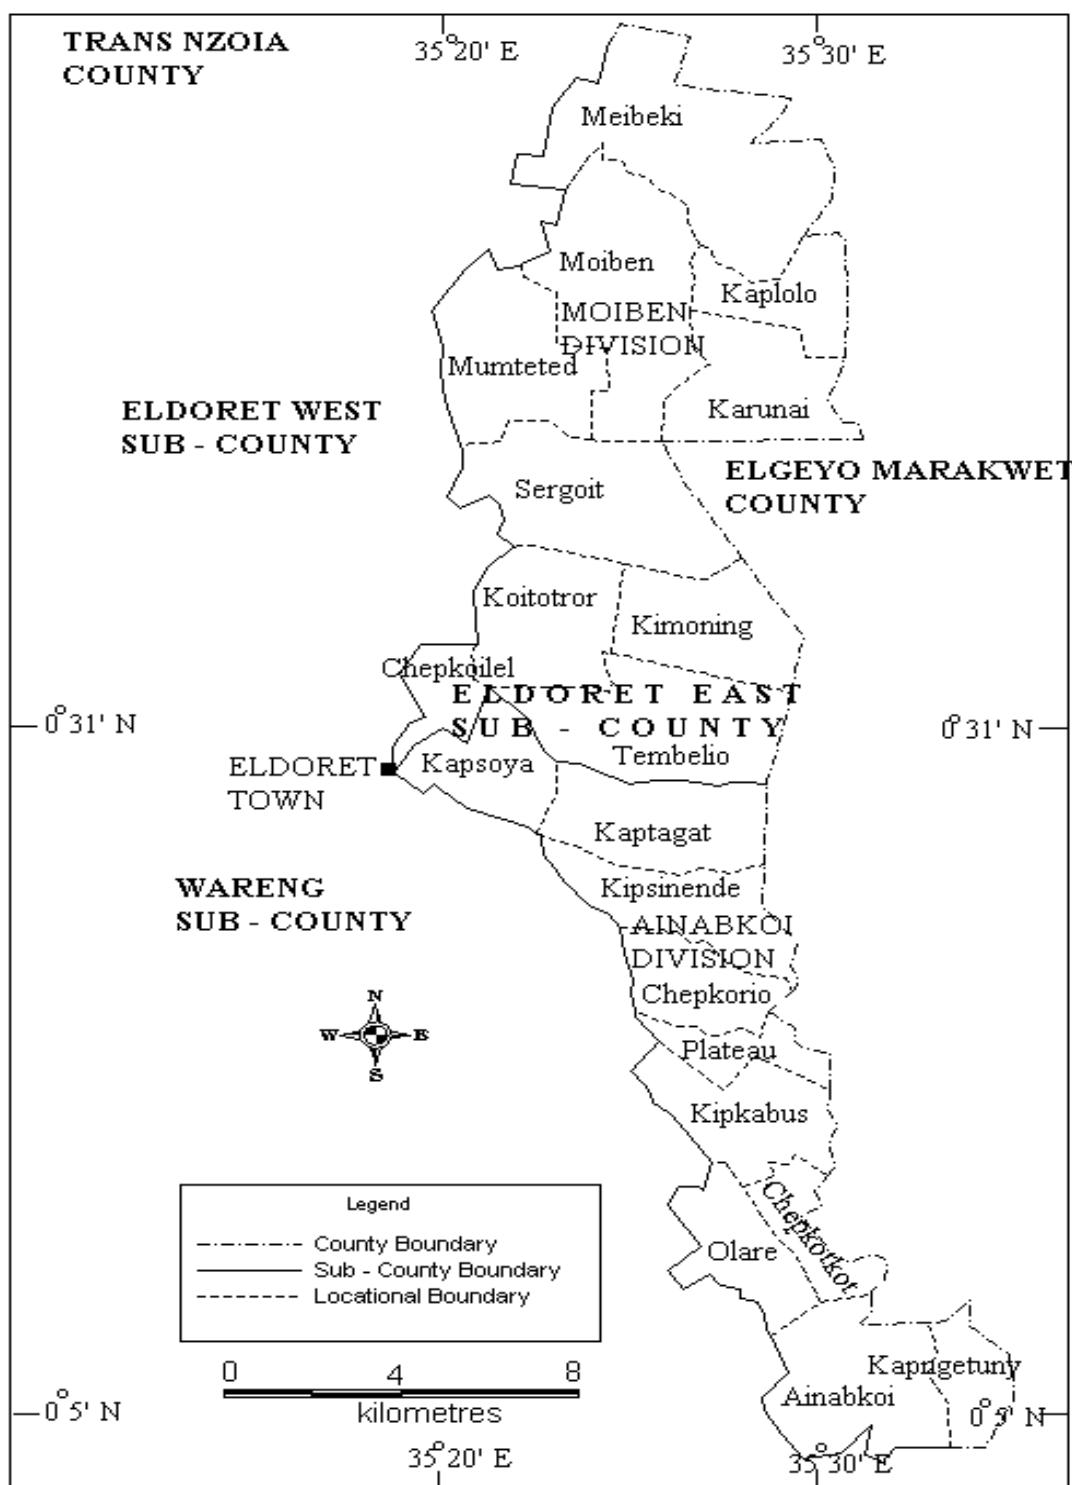 TRANS NZOIA
COUNTY
35° 20' E
35° 30' E
Meibeki
Moiben
Kaplolo
MOIBEN
DIVISION
Mumteted
ELDORET WEST
SUB - COUNTY
Karunai
ELGEYO MARAKWET
COUNTY
Sergoit
Koitotror
Kimoning
Chepkoilel
ELDORET EAST
SUB - COUNTY
0° 31' N
0° 31' N
Tembelio
ELDORET
TOWN
Kapsoya
Kaptagat
WARENG
SUB - COUNTY
Kipsinende
AINABKOI
DIVISION
Chepkorio
N
W
E
S
Plateau
Kipkabus
Chepkorkot
Olare
Legend
County Boundary
Sub - County Boundary
Locational Boundary
Kapngetuny
Ainabkoi
0 4 8
kilometres
0° 5' N
0° 5' N
35° 20' E
35° 30' E